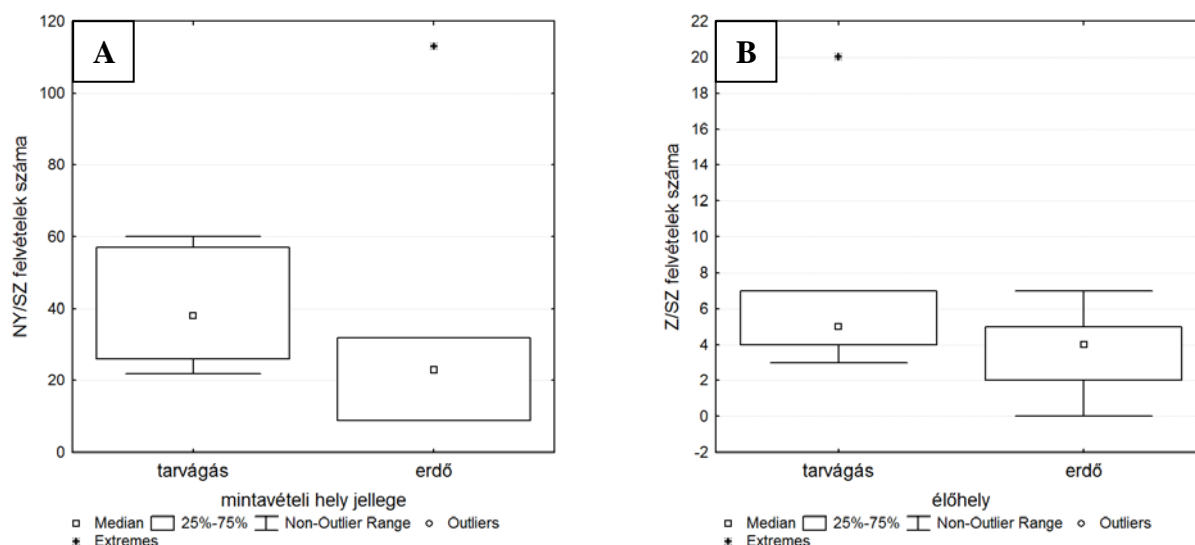 A
NY/SZ felvételek száma
120
100
80
60
40
20
0
tarvágás erdő
mintavételi hely jellege
Median 25%-75% Non-Outlier Range Outliers
Extremes
B
Z/SZ felvételek száma
22
20
18
16
14
12
10
8
6
4
2
0
-2
tarvágás erdő
élőhely
Median 25%-75% Non-Outlier Range Outliers
Extremes